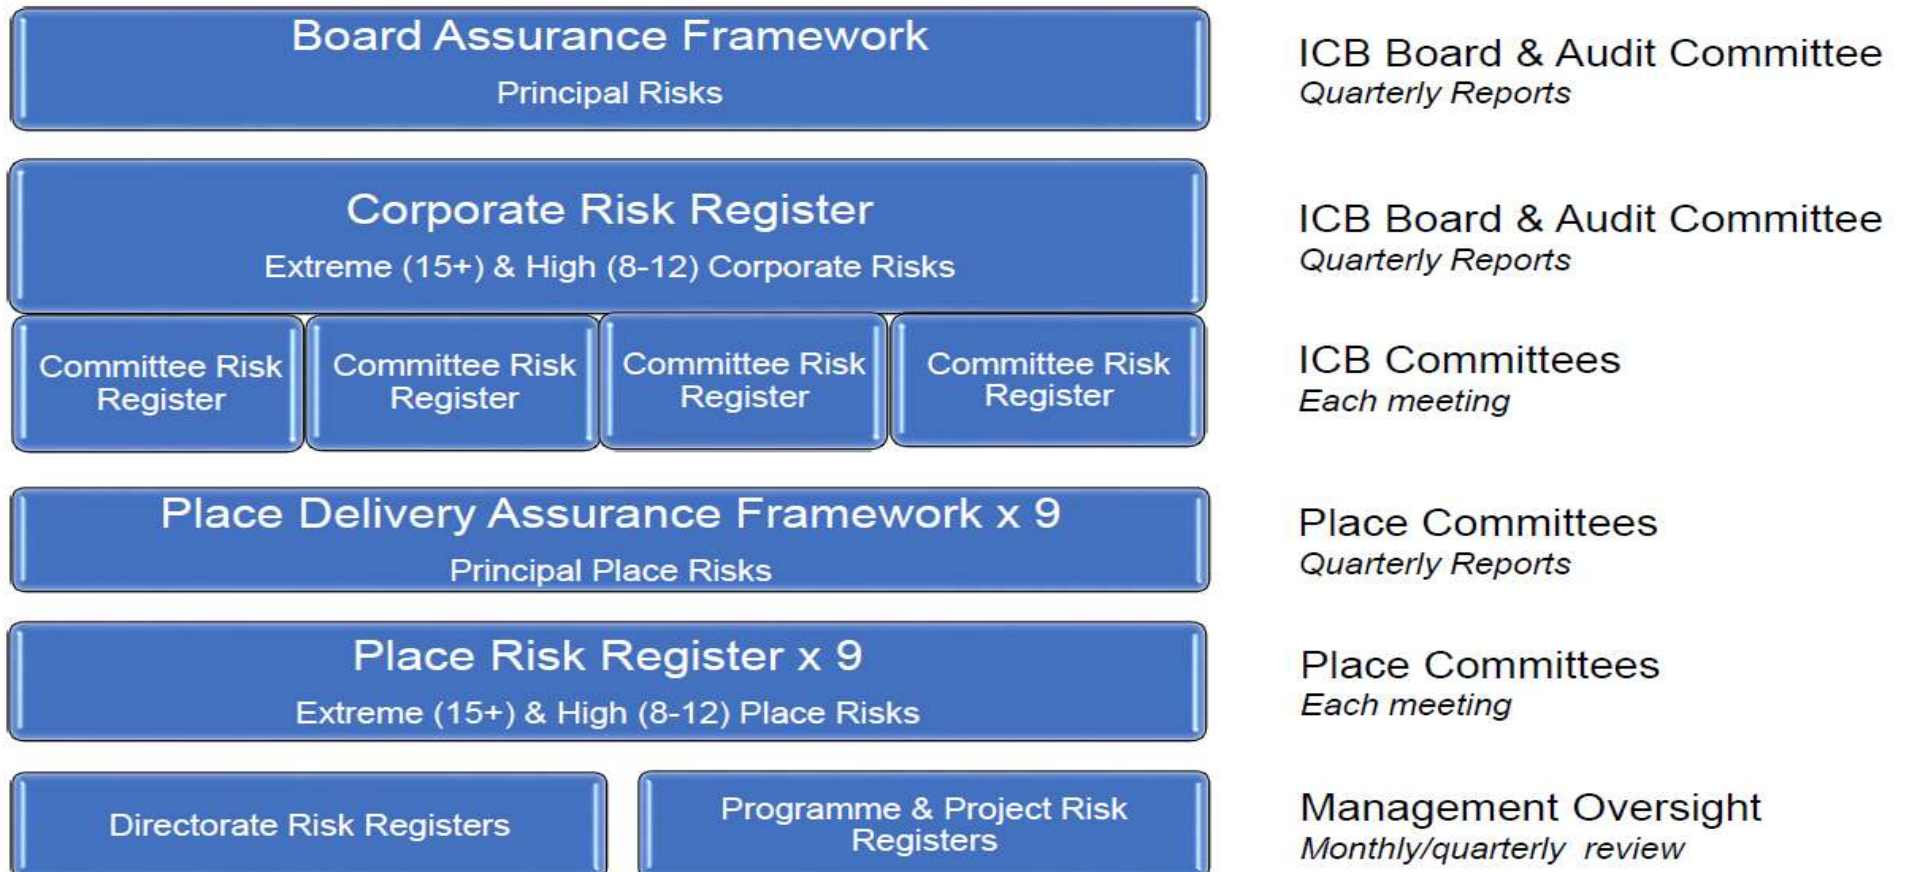 Board Assurance Framework
Principal Risks
ICB Board & Audit Committee
Quarterly Reports
Corporate Risk Register
Extreme (15+) & High (8-12) Corporate Risks
ICB Board & Audit Committee
Quarterly Reports
Committee Risk
Register
Committee Risk
Register
Committee Risk
Register
Committee Risk
Register
ICB Committees
Each meeting
Place Delivery Assurance Framework x 9
Principal Place Risks
Place Committees
Quarterly Reports
Place Risk Register x 9
Extreme (15+) & High (8-12) Place Risks
Place Committees
Each meeting
Directorate Risk Registers
Programme & Project Risk
Registers
Management Oversight
Monthly/quarterly review